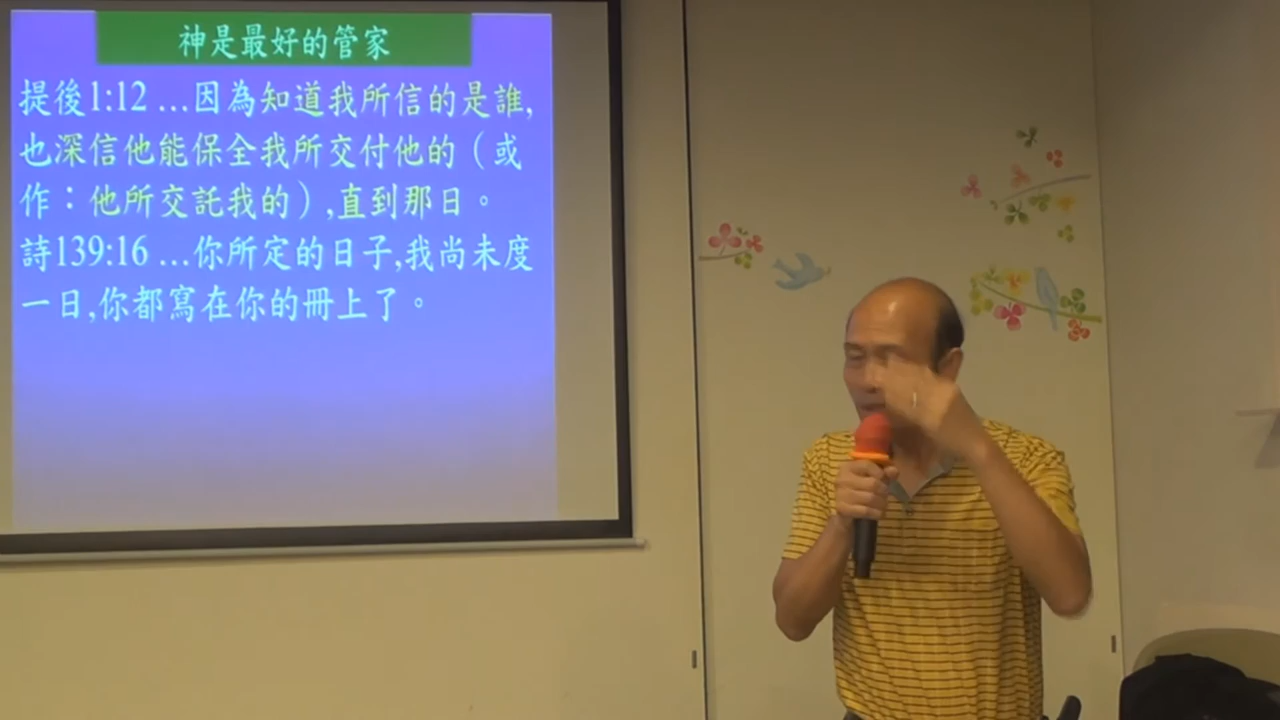 神是最好的管家
提後1:12 …因為知道我所信的是誰,
也深信他能保全我所交付他的（或
作：他所交託我的）,直到那日。
詩139:16 …你所定的日子,我尚未度
一日,你都寫在你的冊上了。